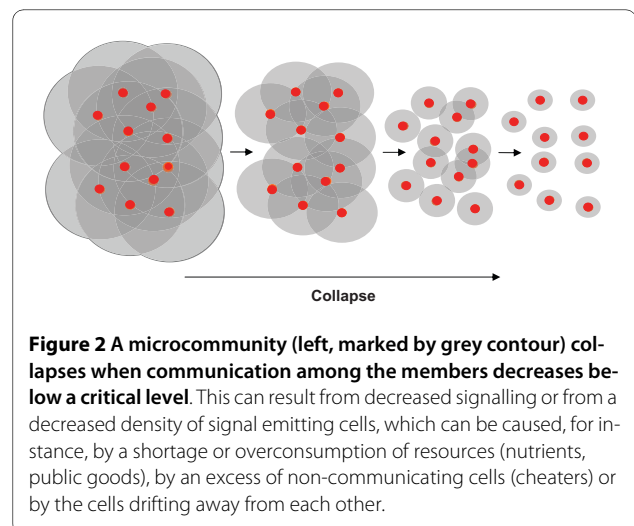 Collapse
Figure 2 A microcommunity (left, marked by grey contour) col-
lapses when communication among the members decreases be-
low a critical level. This can result from decreased signalling or from a
decreased density of signal emitting cells, which can be caused, for in-
stance, by a shortage or overconsumption of resources (nutrients,
public goods), by an excess of non-communicating cells (cheaters) or
by the cells drifting away from each other.